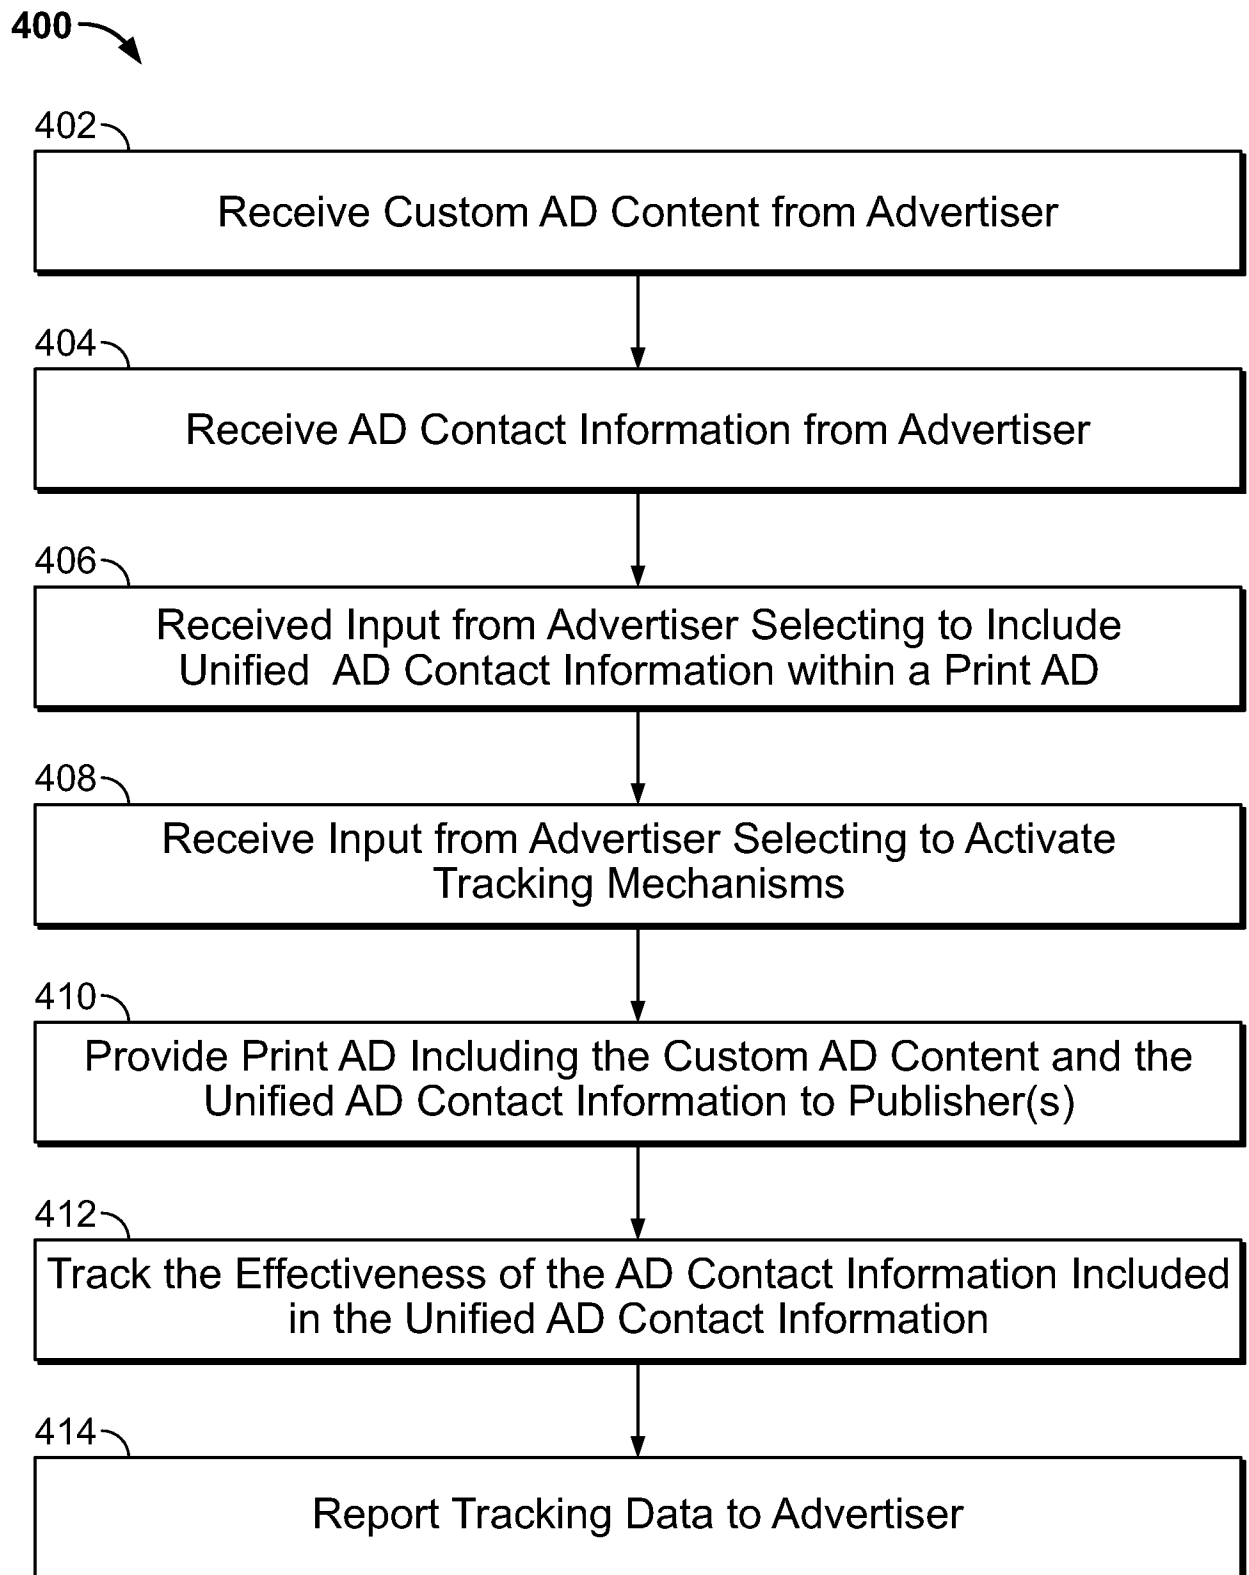 400
402
Receive Custom AD Content from Advertiser
404
Receive AD Contact Information from Advertiser
406
Received Input from Advertiser Selecting to Include
Unified AD Contact Information within a Print AD
408
Receive Input from Advertiser Selecting to Activate
Tracking Mechanisms
410
Provide Print AD Including the Custom AD Content and the
Unified AD Contact Information to Publisher(s)
412
Track the Effectiveness of the AD Contact Information Included
in the Unified AD Contact Information
414
Report Tracking Data to Advertiser